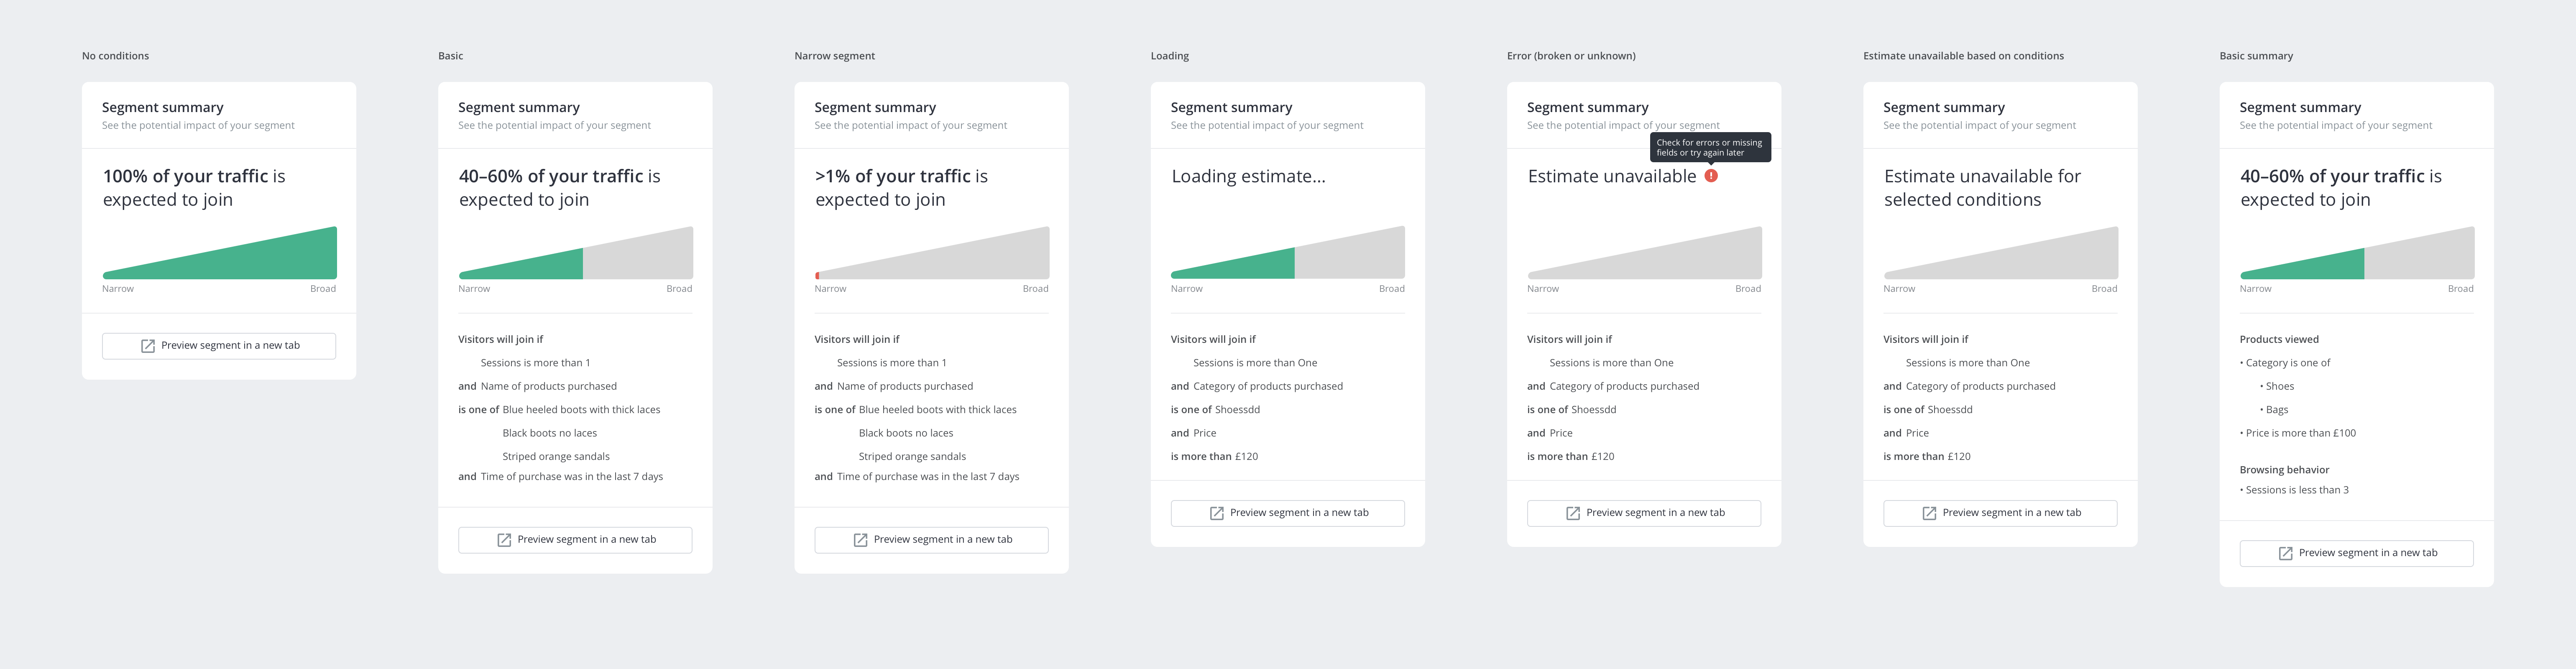 No conditions
Segment summary
See the potential impact of your segment
100% of your traffic is
expected to join
Narrow Broad
Preview segment in a new tab
Basic
Segment summary
See the potential impact of your segment
40–60% of your traffic is
expected to join
Narrow Broad
Visitors will join if
Sessions is more than 1
and Name of products purchased
is one of Blue heeled boots with thick laces
Black boots no laces
Striped orange sandals
and Time of purchase was in the last 7 days
Preview segment in a new tab
Narrow segment
Segment summary
See the potential impact of your segment
>1% of your traffic is
expected to join
Narrow Broad
Visitors will join if
Sessions is more than 1
and Name of products purchased
is one of Blue heeled boots with thick laces
Black boots no laces
Striped orange sandals
and Time of purchase was in the last 7 days
Preview segment in a new tab
Loading
Segment summary
See the potential impact of your segment
Loading estimate...
Narrow Broad
Visitors will join if
Sessions is more than One
and Category of products purchased
is one of Shoessdd
and Price
is more than £120
Preview segment in a new tab
Error (broken or unknown)
Segment summary
See the potential impact of your segment
Check for errors or missing
fields or try again later
Estimate unavailable !
Narrow Broad
Visitors will join if
Sessions is more than One
and Category of products purchased
is one of Shoessdd
and Price
is more than £120
Preview segment in a new tab
Estimate unavailable based on conditions
Segment summary
See the potential impact of your segment
Estimate unavailable for
selected conditions
Narrow Broad
Visitors will join if
Sessions is more than One
and Category of products purchased
is one of Shoessdd
and Price
is more than £120
Preview segment in a new tab
Basic summary
Segment summary
See the potential impact of your segment
40–60% of your traffic is
expected to join
Narrow Broad
Products viewed
• Category is one of
• Shoes
• Bags
• Price is more than £100
Browsing behavior
• Sessions is less than 3
Preview segment in a new tab